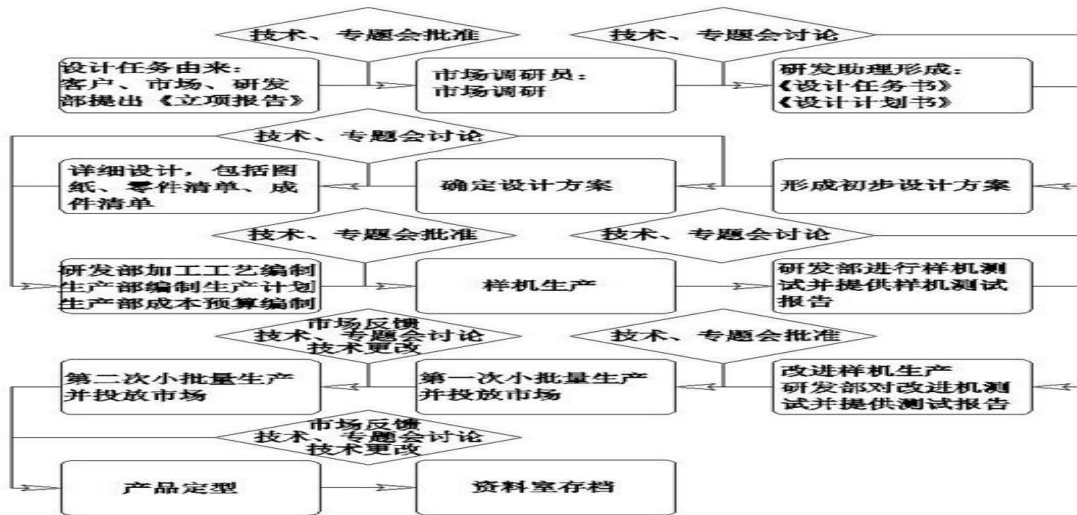 技术、专题会批准
技术、专题会讨论
设计任务由来：
客户、市场、研发
部提出《立项报告》
市场调研员：
市场调研
研发助理形成：
《设计任务书》
《设计计划书》
技术、专题会讨论
详细设计，包括图
纸、零件清单、成
件清单
确定设计方案
形成初步设计方案
技术、专题会批准
技术、专题会讨论
研发部加工工艺编制
生产部编制生产计划
生产部成本预算编制
样机生产
研发部进行样机测
试并提供样机测试
报告
市场反馈
技术、专题会讨论
技术更改
技术、专题会批准
第二次小批量生产
并投放市场
第一次小批量生产
并投放市场
改进样机生产
研发部对改进机测
试并提供测试报告
市场反馈
技术、专题会讨论
技术更改
产品定型
资料室存档